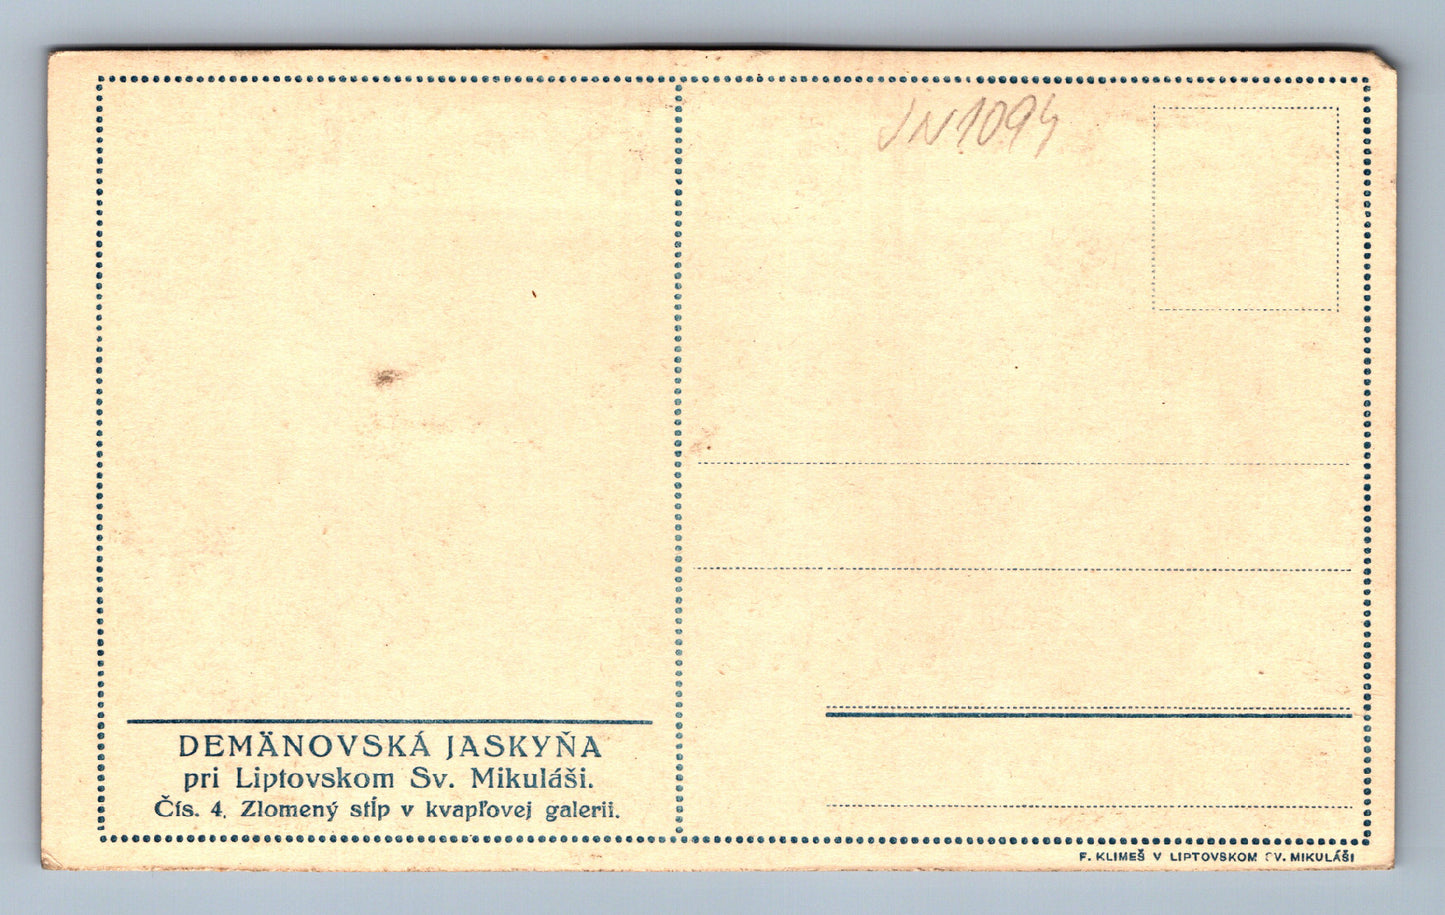 JN1094
DEMÄNOVSKÁ JASKYŇA
pri Liptovskom Sv. Mikuláši.
Čís. 4. Zlomený stĺp v kvapľovej galerii.
F. KLIMEŠ V LIPTOVSKOM SV. MIKULÁŠI